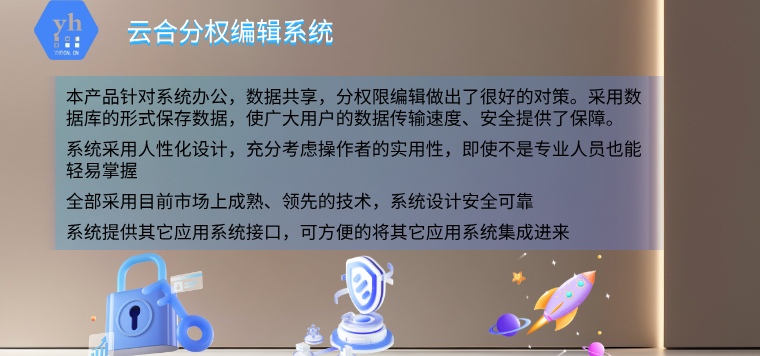 yh
云合分权编辑系统
本产品针对系统办公，数据共享，分权限编辑做出了很好的对策。采用数
据库的形式保存数据，使广大用户的数据传输速度、安全提供了保障。
系统采用人性化设计，充分考虑操作者的实用性，即使不是专业人员也能
轻易掌握
全部采用目前市场上成熟、领先的技术，系统设计安全可靠
系统提供其它应用系统接口，可方便的将其它应用系统集成进来